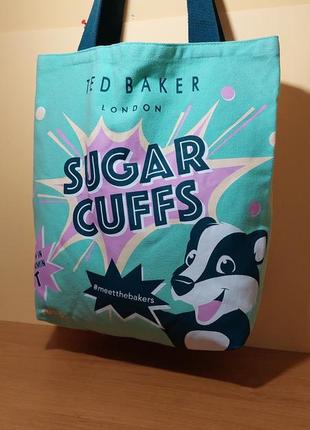 TED BAKER
LONDON
SUGAR
CUFFS
#meetthebakers